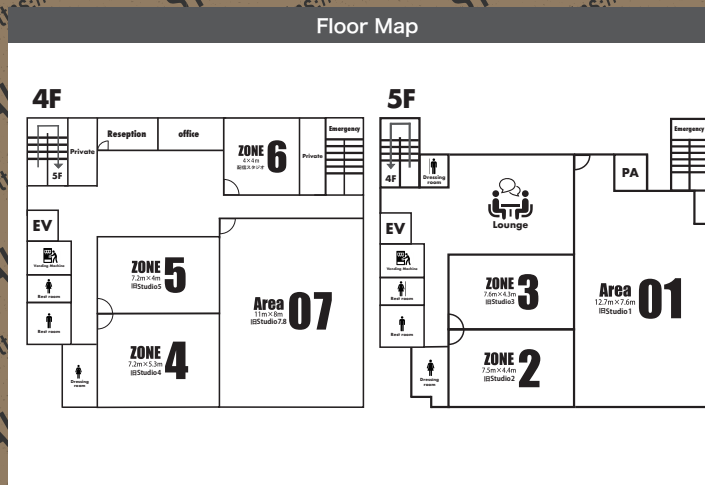 Floor Map
4F
5F
Private
Reseption
office
ZONE 6
4×4m
配信スタジオ
Private
Emergency
5F
EV
Vending Machine
Rest room
Rest room
Dressing room
ZONE 5
7.2m×4m
旧Studio5
ZONE 4
7.2m×5.3m
旧Studio4
Area 07
11m×8m
旧Studio7.8
4F
Dressing room
Lounge
PA
Emergency
EV
Vending Machine
Rest room
Rest room
Dressing room
ZONE 3
7.6m×4.3m
旧Studio3
ZONE 2
7.5m×4.4m
旧Studio2
Area 01
12.7m×7.6m
旧Studio1